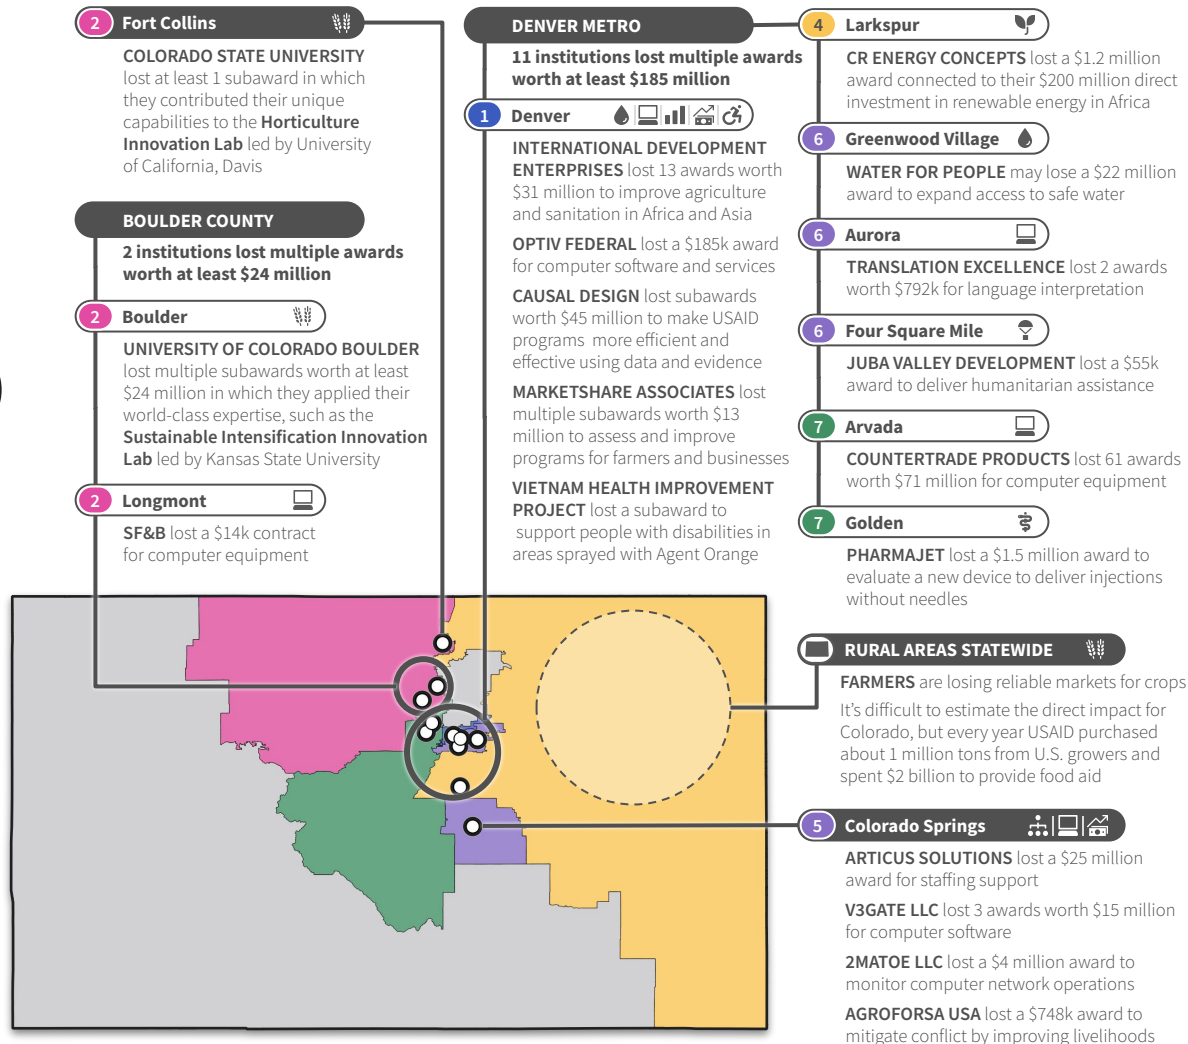 2 Fort Collins
COLORADO STATE UNIVERSITY
lost at least 1 subaward in which
they contributed their unique
capabilities to the Horticulture
Innovation Lab led by University
of California, Davis
BOULDER COUNTY
2 institutions lost multiple awards
worth at least $24 million
2 Boulder
UNIVERSITY OF COLORADO BOULDER
lost multiple subawards worth at least
$24 million in which they applied their
world-class expertise, such as the
Sustainable Intensification Innovation
Lab led by Kansas State University
2 Longmont
SF&B lost a $14k contract
for computer equipment
DENVER METRO
11 institutions lost multiple awards
worth at least $185 million
1 Denver
INTERNATIONAL DEVELOPMENT
ENTERPRISES lost 13 awards worth
$31 million to improve agriculture
and sanitation in Africa and Asia
OPTIV FEDERAL lost a $185k award
for computer software and services
CAUSAL DESIGN lost subawards
worth $45 million to make USAID
programs more efficient and
effective using data and evidence
MARKETSHARE ASSOCIATES lost
multiple subawards worth $13
million to assess and improve
programs for farmers and businesses
VIETNAM HEALTH IMPROVEMENT
PROJECT lost a subaward to
support people with disabilities in
areas sprayed with Agent Orange
4 Larkspur
CR ENERGY CONCEPTS lost a $1.2 million
award connected to their $200 million direct
investment in renewable energy in Africa
6 Greenwood Village
WATER FOR PEOPLE may lose a $22 million
award to expand access to safe water
6 Aurora
TRANSLATION EXCELLENCE lost 2 awards
worth $792k for language interpretation
6 Four Square Mile
JUBA VALLEY DEVELOPMENT lost a $55k
award to deliver humanitarian assistance
7 Arvada
COUNTERTRADE PRODUCTS lost 61 awards
worth $71 million for computer equipment
7 Golden
PHARMAJET lost a $1.5 million award to
evaluate a new device to deliver injections
without needles
RURAL AREAS STATEWIDE
FARMERS are losing reliable markets for crops
It's difficult to estimate the direct impact for
Colorado, but every year USAID purchased
about 1 million tons from U.S. growers and
spent $2 billion to provide food aid
5 Colorado Springs
ARTICUS SOLUTIONS lost a $25 million
award for staffing support
V3GATE LLC lost 3 awards worth $15 million
for computer software
2MATOE LLC lost a $4 million award to
monitor computer network operations
AGROFORSA USA lost a $748k award to
mitigate conflict by improving livelihoods